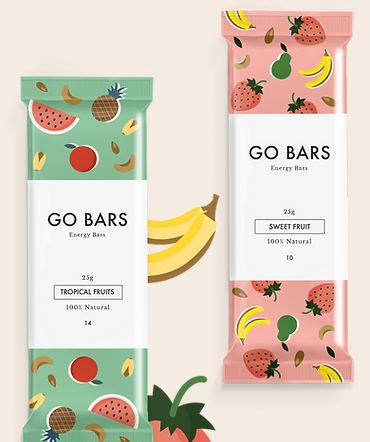 GO BARS
Energy Bars
25g
TROPICAL FRUITS
100% Natural
14
GO BARS
Energy Bars
25g
SWEET FRUIT
100% Natural
10